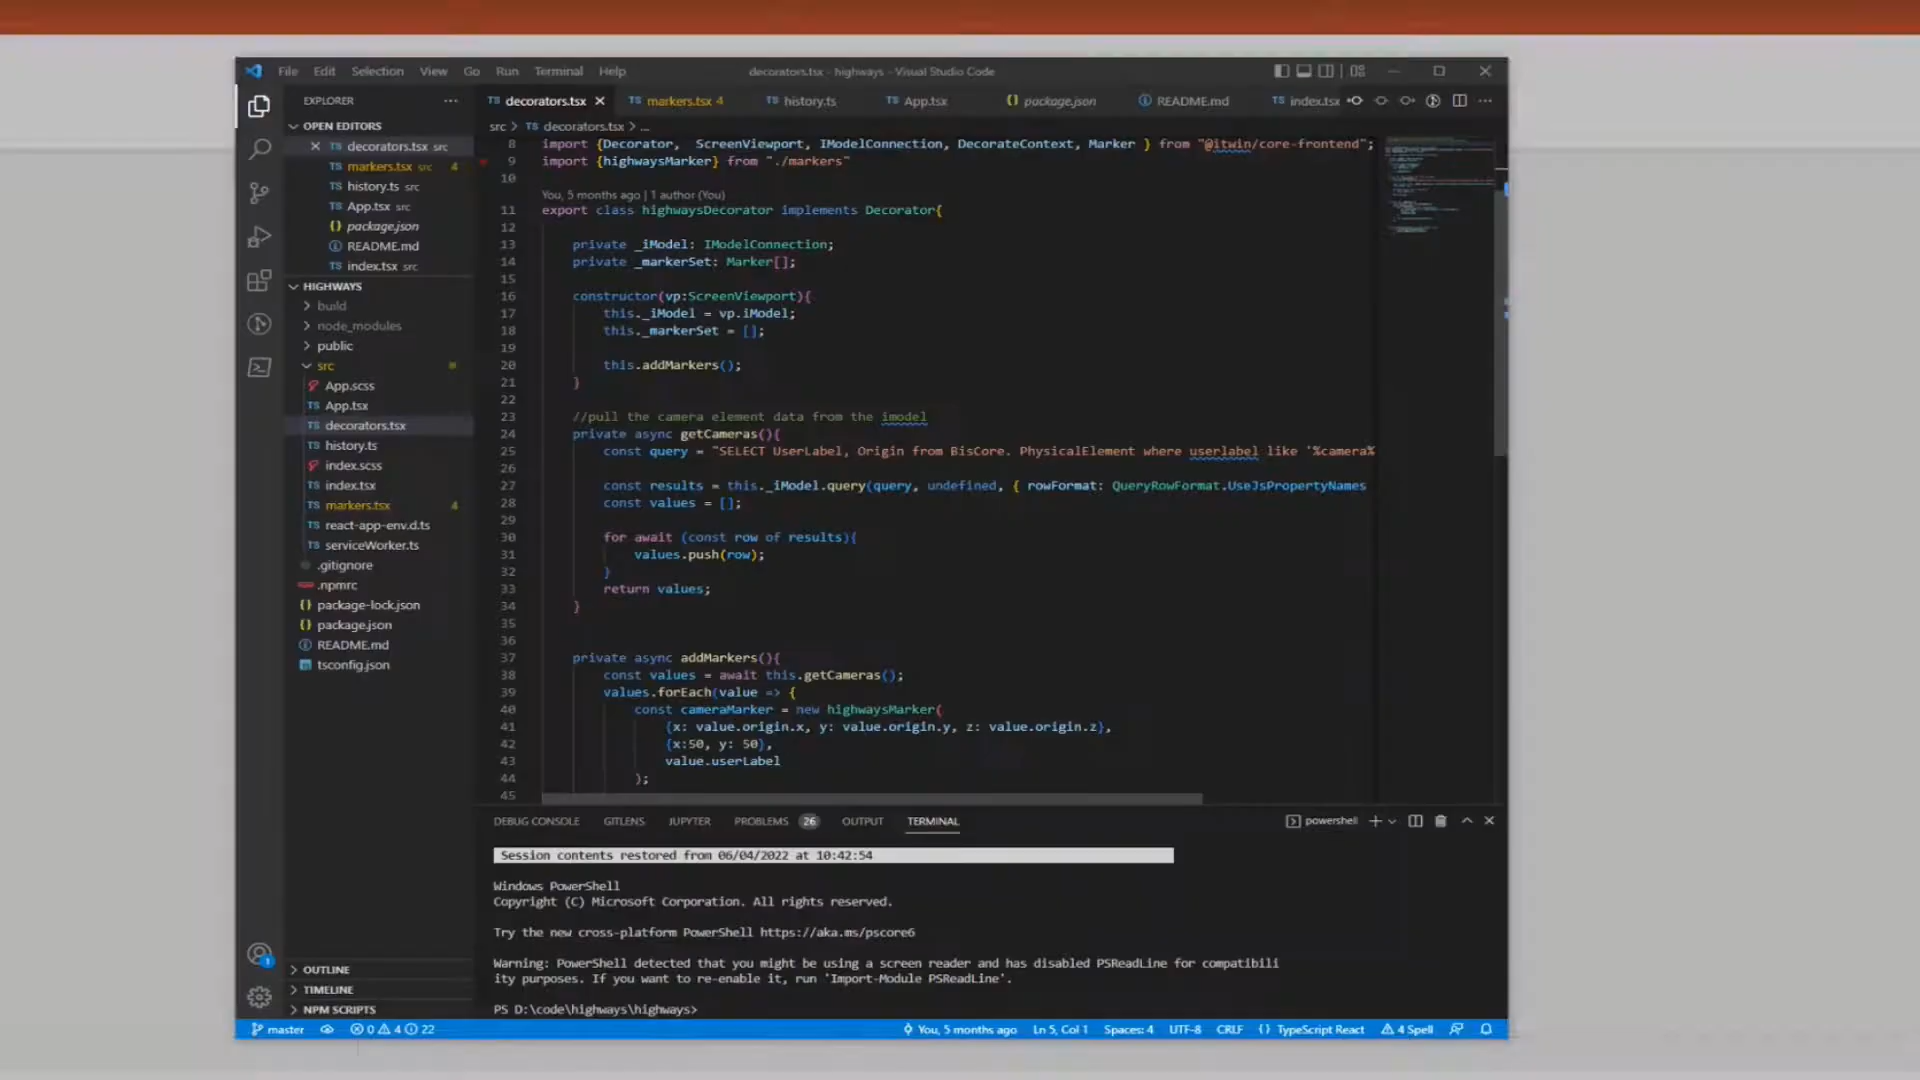 File Edit Selection View Go Run Terminal Help decorators.tsx - highways - Visual Studio Code
EXPLORER
OPEN EDITORS
TS decorators.tsx src
TS markers.tsx src 4
TS history.ts src
TS App.tsx src
{} package.json
README.md
TS index.tsx src
HIGHWAYS
build
node_modules
public
src
App.scss
TS App.tsx
TS decorators.tsx
TS history.ts
index.scss
TS index.tsx
TS markers.tsx 4
TS react-app-env.d.ts
TS serviceWorker.ts
.gitignore
.npmrc
{} package-lock.json
{} package.json
README.md
tsconfig.json
OUTLINE
TIMELINE
NPM SCRIPTS
TS decorators.tsx TS markers.tsx 4 TS history.ts TS App.tsx {} package.json README.md TS index.tsx
src > TS decorators.tsx > ...
8 import {Decorator, ScreenViewport, IModelConnection, DecorateContext, Marker } from "@itwin/core-frontend";
9 import {highwaysMarker} from "./markers"
10
You, 5 months ago | 1 author (You)
11 export class highwaysDecorator implements Decorator{
12
13 private _iModel: IModelConnection;
14 private _markerSet: Marker[];
15
16 constructor(vp:ScreenViewport){
17 this._iModel = vp.iModel;
18 this._markerSet = [];
19
20 this.addMarkers();
21 }
22
23 //pull the camera element data from the imodel
24 private async getCameras(){
25 const query = "SELECT UserLabel, Origin from BisCore. PhysicalElement where userlabel like '%camera%
26
27 const results = this._iModel.query(query, undefined, { rowFormat: QueryRowFormat.UseJsPropertyNames
28 const values = [];
29
30 for await (const row of results){
31 values.push(row);
32 }
33 return values;
34 }
35
36
37 private async addMarkers(){
38 const values = await this.getCameras();
39 values.forEach(value => {
40 const cameraMarker = new highwaysMarker(
41 {x: value.origin.x, y: value.origin.y, z: value.origin.z},
42 {x:50, y: 50},
43 value.userLabel
44 );
45
DEBUG CONSOLE GITLENS JUPYTER PROBLEMS 26 OUTPUT TERMINAL powershell
Session contents restored from 06/04/2022 at 10:42:54
Windows PowerShell
Copyright (C) Microsoft Corporation. All rights reserved.
Try the new cross-platform PowerShell https://aka.ms/pscore6
Warning: PowerShell detected that you might be using a screen reader and has disabled PSReadLine for compatibili
ity purposes. If you want to re-enable it, run 'Import-Module PSReadLine'.
PS D:\code\highways\highways>
1
master 0 4 22 You, 5 months ago Ln 5, Col 1 Spaces: 4 UTF-8 CRLF {} TypeScript React 4 Spell